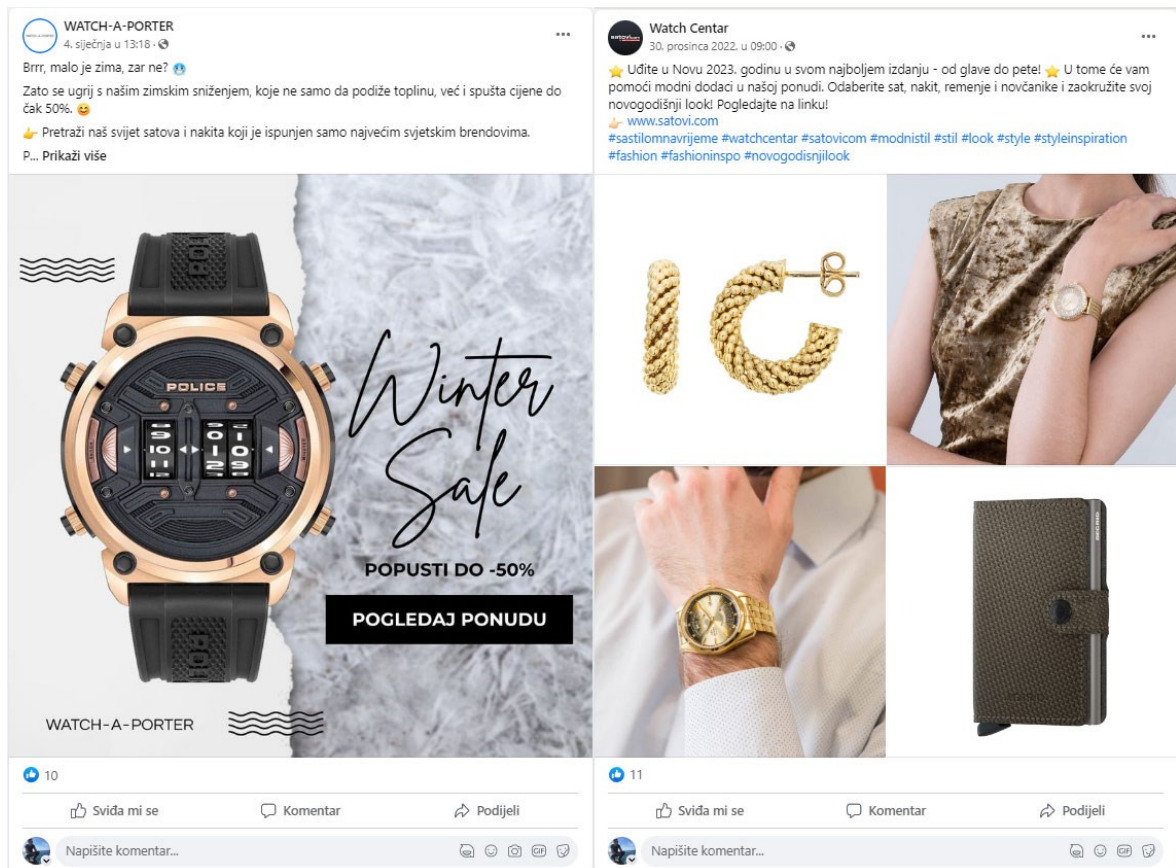 WATCH-A-PORTER
4. siječnja u 13:18 ·
Brrr, malo je zima, zar ne? 🥶
Zato se ugrij s našim zimskim sniženjem, koje ne samo da podiže toplinu, već i spušta cijene do
čak 50%. 😊
👉 Pretraži naš svijet satova i nakita koji je ispunjen samo najvećim svjetskim brendovima.
P... Prikaži više
POLICE
Winter
Sale
POPUSTI DO -50%
POGLEDAJ PONUDU
WATCH-A-PORTER
10
Sviđa mi se
Komentar
Podijeli
Napišite komentar...
GIF
Watch Centar
30. prosinca 2022. u 09:00 ·
⭐ Uđite u Novu 2023. godinu u svom najboljem izdanju - od glave do pete! ⭐ U tome će vam
pomoći modni dodaci u našoj ponudi. Odaberite sat, nakit, remenje i novčanike i zaokružite svoj
novogodišnji look! Pogledajte na linku!
👉🏻 www.satovi.com
#sastilomnavrijeme #watchcentar #satovicom #modnistil #stil #look #style #styleinspiration
#fashion #fashioninspo #novogodisnjilook
11
Sviđa mi se
Komentar
Podijeli
Napišite komentar...
GIF